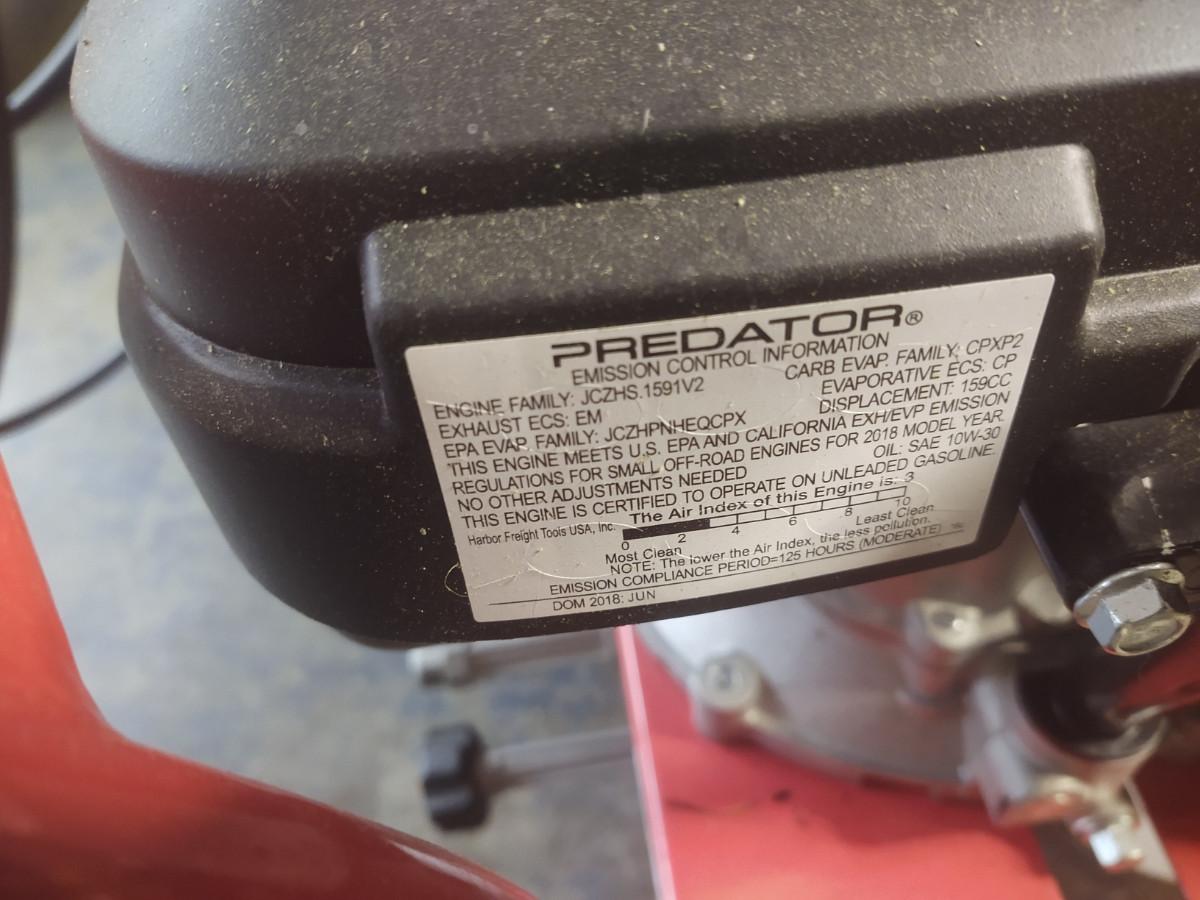 PREDATOR®
EMISSION CONTROL INFORMATION
ENGINE FAMILY: JCZHS.1591V2 CARB EVAP. FAMILY: CPXP2
EXHAUST ECS: EM EVAPORATIVE ECS: CP
EPA EVAP. FAMILY: JCZHPNHEQCPX DISPLACEMENT: 159CC
THIS ENGINE MEETS U.S. EPA AND CALIFORNIA EXH/EVP EMISSION
REGULATIONS FOR SMALL OFF-ROAD ENGINES FOR 2018 MODEL YEAR.
NO OTHER ADJUSTMENTS NEEDED OIL: SAE 10W-30
THIS ENGINE IS CERTIFIED TO OPERATE ON UNLEADED GASOLINE.
Harbor Freight Tools USA, Inc. The Air Index of this Engine is: 3
0 2 4 6 8 10
Most Clean Least Clean
NOTE: The lower the Air Index, the less pollution.
EMISSION COMPLIANCE PERIOD=125 HOURS (MODERATE)
DOM 2018: JUN